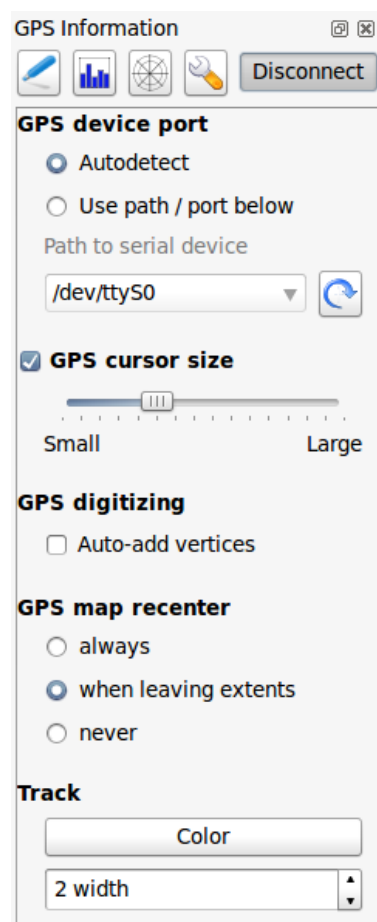 GPS Information
Disconnect
GPS device port
Autodetect
Use path / port below
Path to serial device
/dev/ttyS0
GPS cursor size
Small Large
GPS digitizing
Auto-add vertices
GPS map recenter
always
when leaving extents
never
Track
Color
2 width